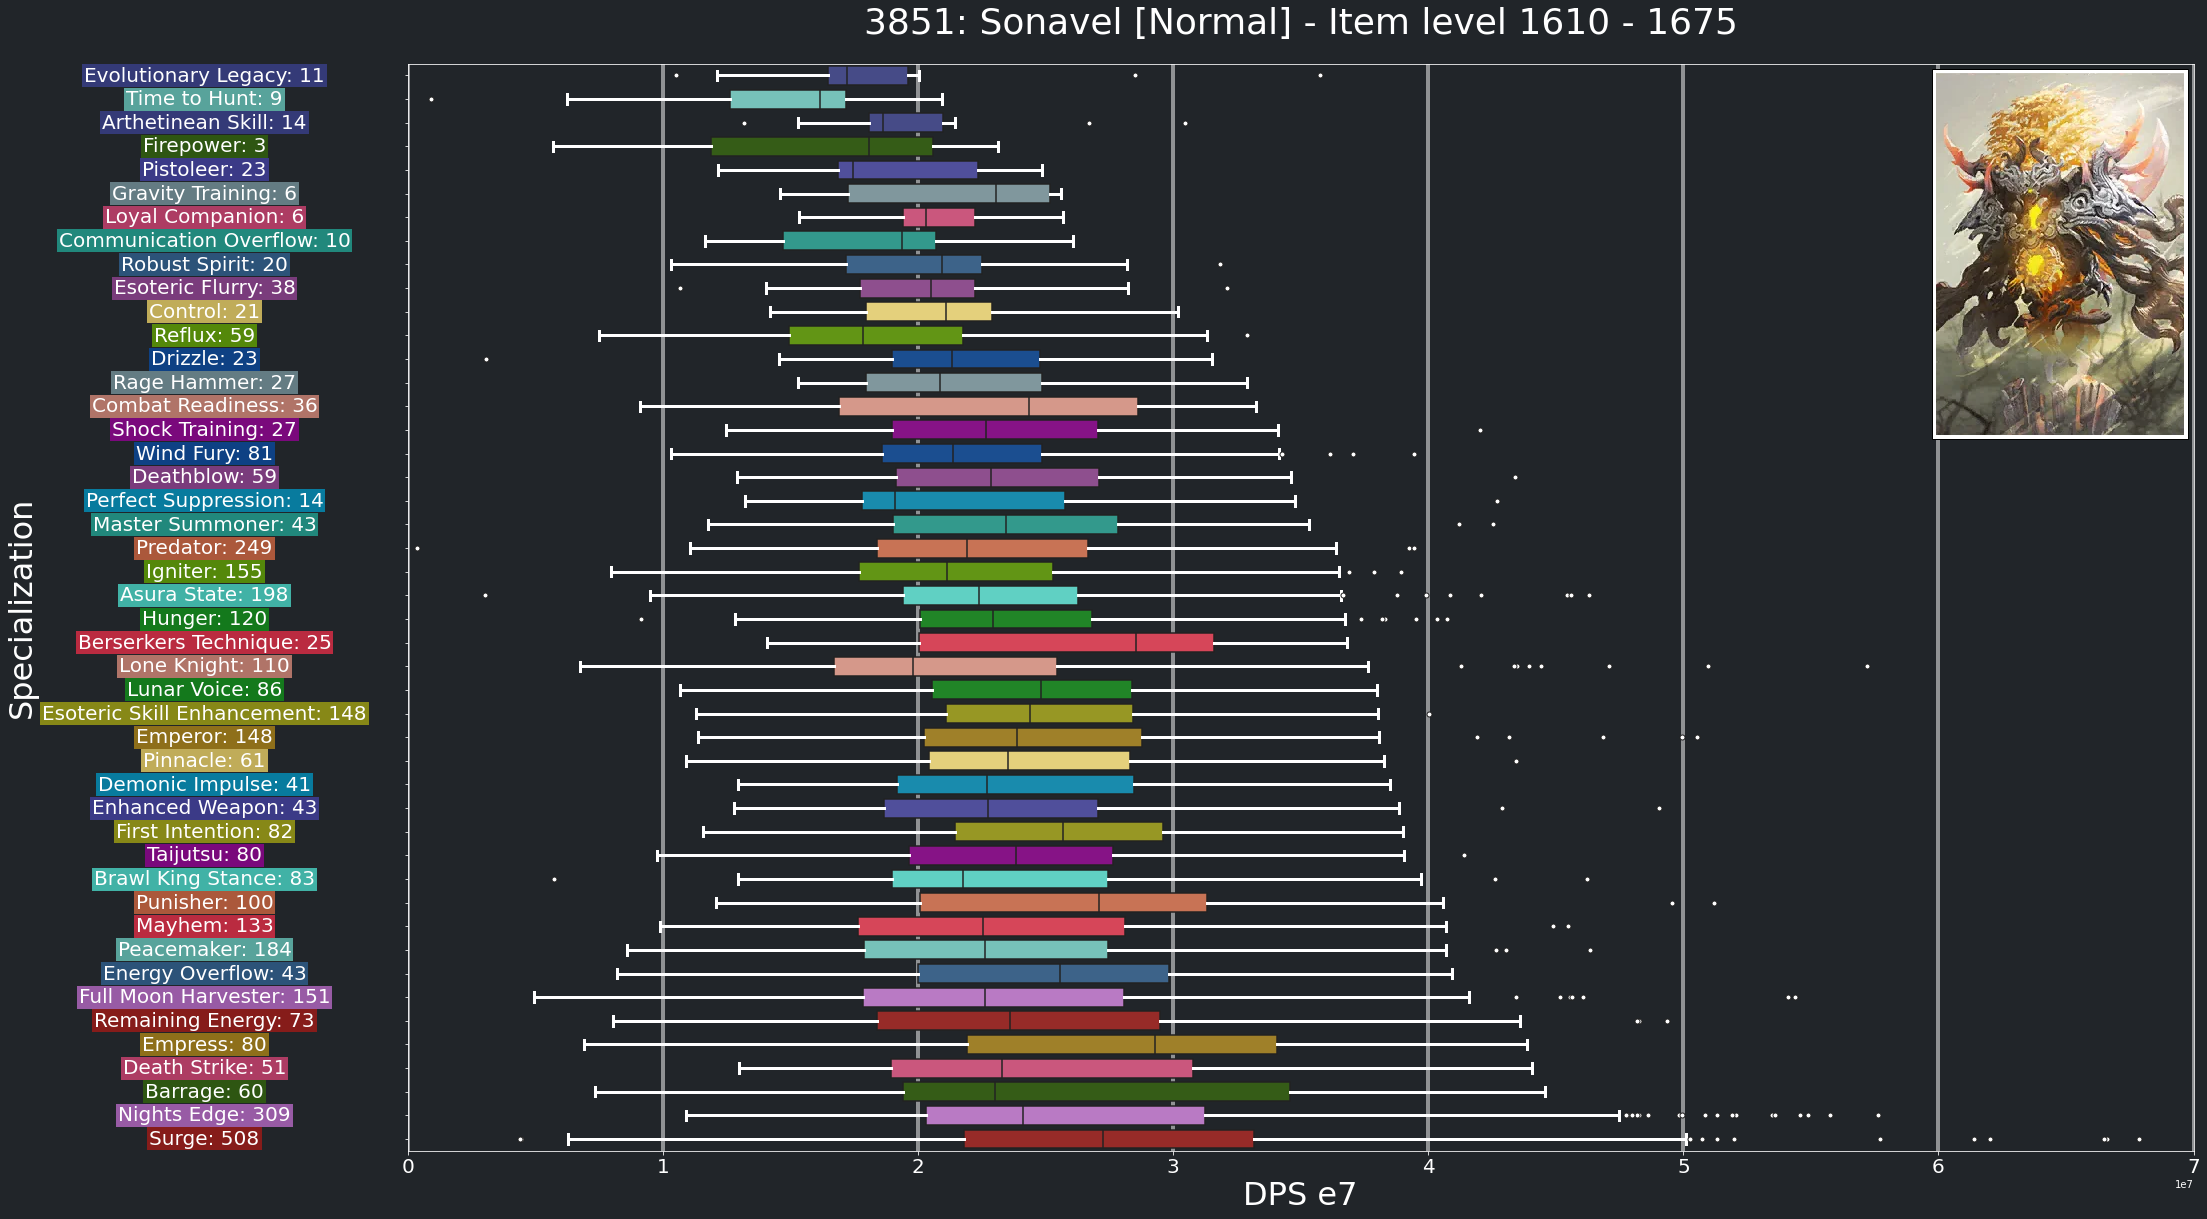 3851: Sonavel [Normal] - Item level 1610 - 1675
Evolutionary Legacy: 11
Time to Hunt: 9
Arthetinean Skill: 14
Firepower: 3
Pistoleer: 23
Gravity Training: 6
Loyal Companion: 6
Communication Overflow: 10
Robust Spirit: 20
Esoteric Flurry: 38
Control: 21
Reflux: 59
Drizzle: 23
Rage Hammer: 27
Combat Readiness: 36
Shock Training: 27
Wind Fury: 81
Deathblow: 59
Perfect Suppression: 14
Master Summoner: 43
Predator: 249
Igniter: 155
Asura State: 198
Hunger: 120
Berserkers Technique: 25
Lone Knight: 110
Lunar Voice: 86
Esoteric Skill Enhancement: 148
Emperor: 148
Pinnacle: 61
Demonic Impulse: 41
Enhanced Weapon: 43
First Intention: 82
Taijutsu: 80
Brawl King Stance: 83
Punisher: 100
Mayhem: 133
Peacemaker: 184
Energy Overflow: 43
Full Moon Harvester: 151
Remaining Energy: 73
Empress: 80
Death Strike: 51
Barrage: 60
Nights Edge: 309
Surge: 508
Specialization
0 1 2 3 4 5 6 7
DPS e7
1e7